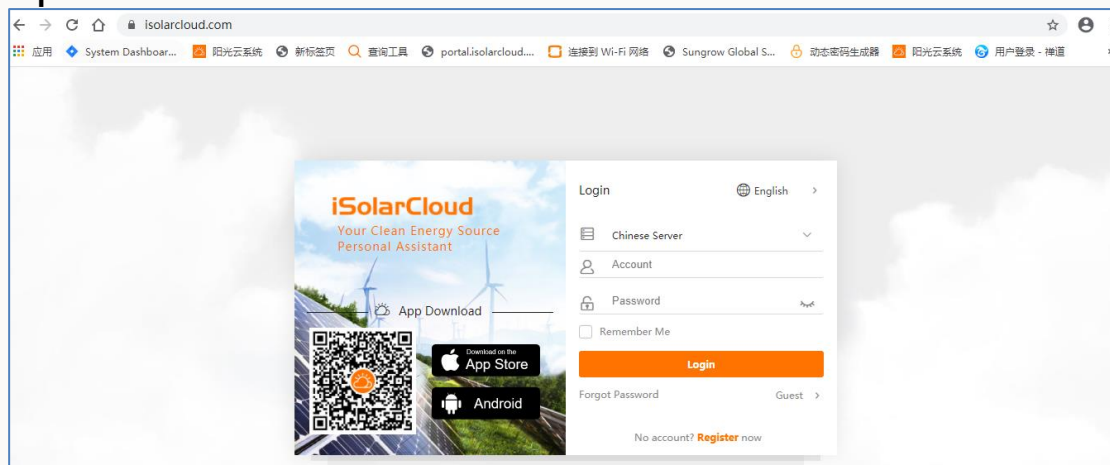 isolarcloud.com
应用 System Dashboar... 阳光云系统 新标签页 查询工具 portal.isolarcloud.... 连接到 Wi-Fi 网络 Sungrow Global S... 动态密码生成器 阳光云系统 用户登录 - 禅道
iSolarCloud
Your Clean Energy Source
Personal Assistant
App Download
Download on the
App Store
Android
Login English
Chinese Server
Account
Password
Remember Me
Login
Forgot Password Guest
No account? Register now